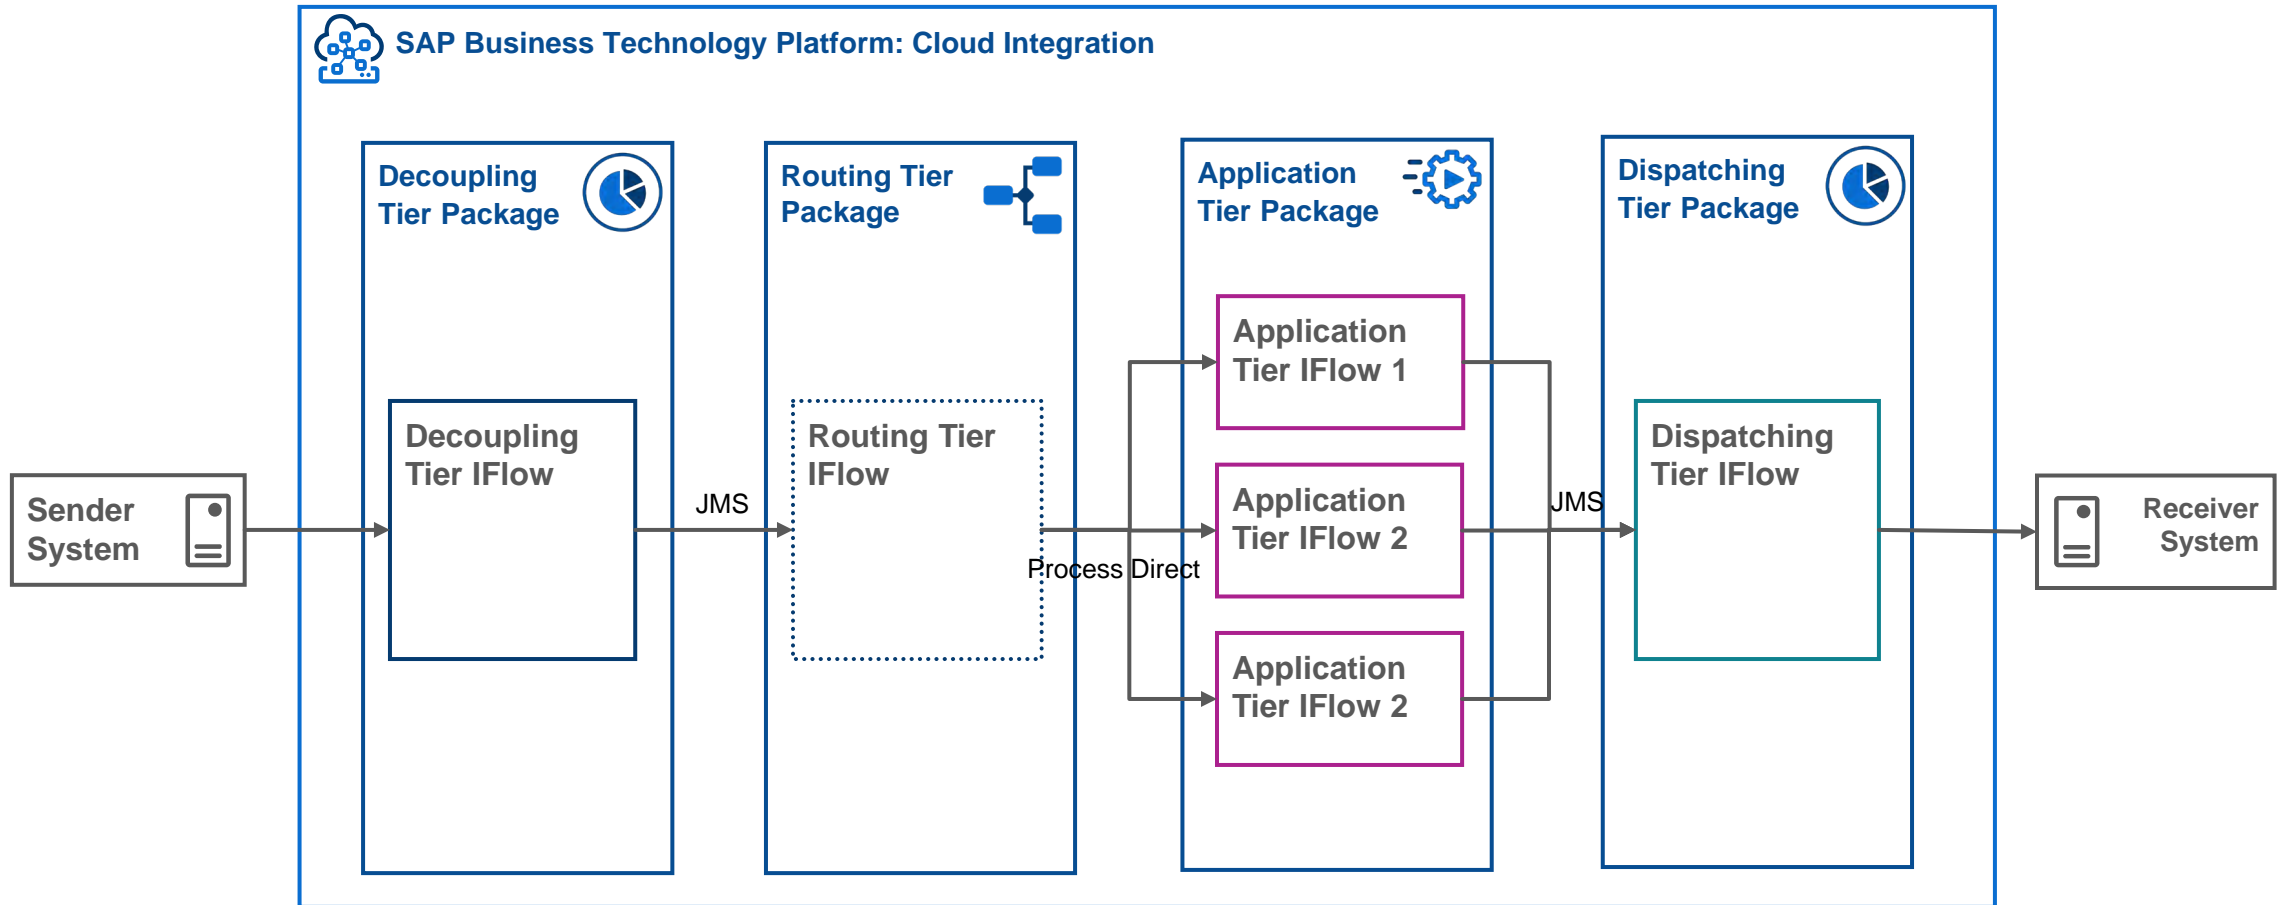 SAP Business Technology Platform: Cloud Integration
Decoupling
Tier Package
Routing Tier
Package
Application
Tier Package
Dispatching
Tier Package
Sender
System
Decoupling
Tier IFlow
JMS
Routing Tier
IFlow
Process Direct
Application
Tier IFlow 1
Application
Tier IFlow 2
Application
Tier IFlow 2
JMS
Dispatching
Tier IFlow
Receiver
System